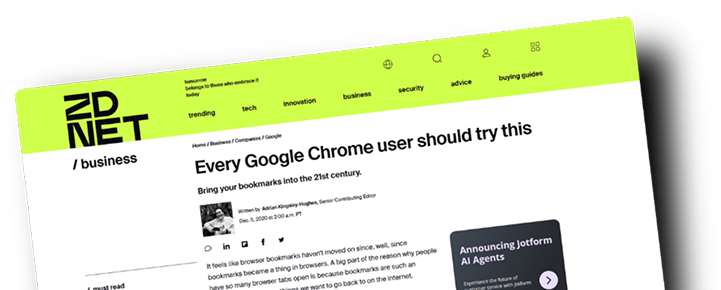 ZD
NET
tomorrow
belongs to those who embrace it
today
trending tech innovation business security advice buying guides
/ business
Home / Business / Companies / Google
Every Google Chrome user should try this
Bring your bookmarks into the 21st century.
Written by Adrian Kingsley-Hughes, Senior Contributing Editor
Dec. 5, 2020 at 2:00 a.m. PT
It feels like browser bookmarks haven't moved on since, well, since
bookmarks became a thing in browsers. A big part of the reason why people
have so many browser tabs open is because bookmarks are such an
things we want to go back to on the internet.
/ must read
Announcing Jotform
AI Agents
Experience the future of
customer service with Jotform